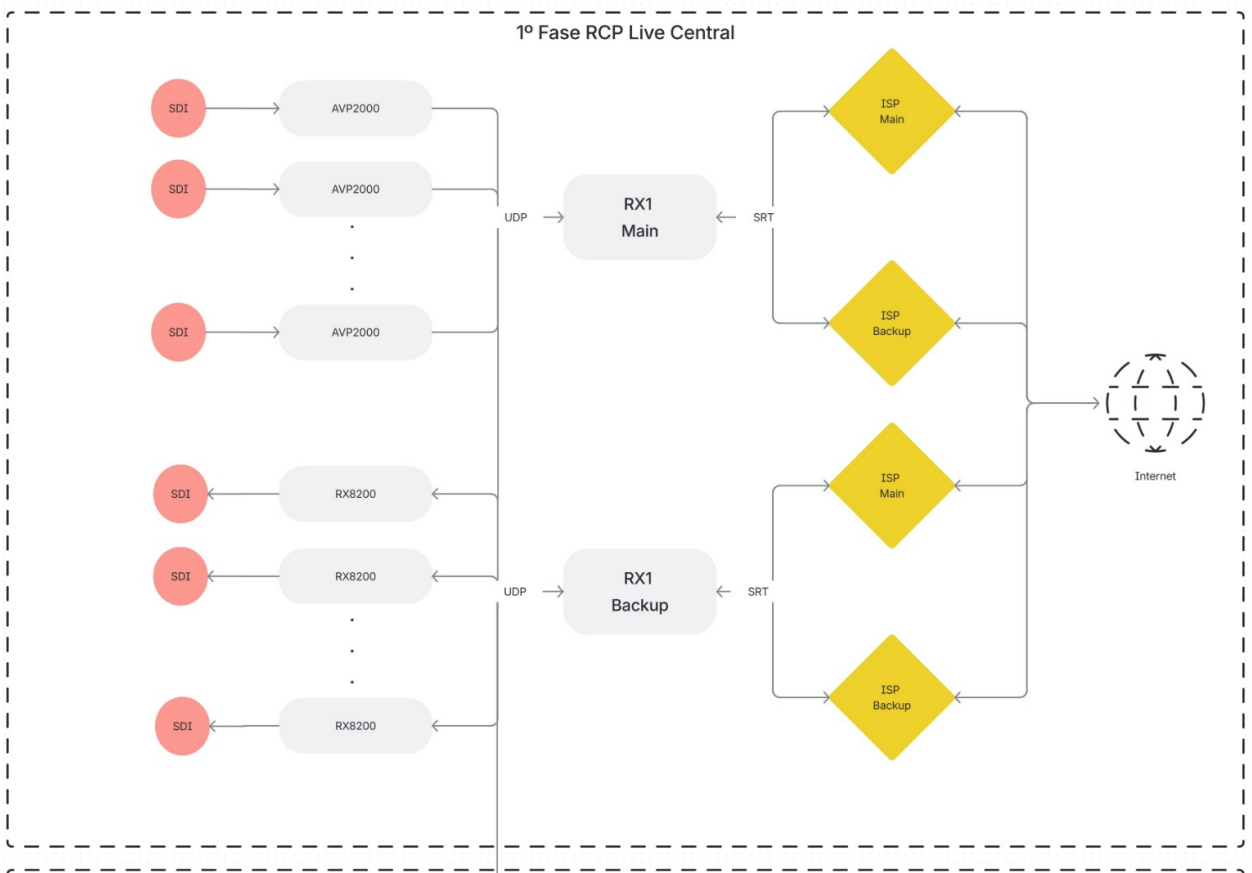 1º Fase RCP Live Central
SDI
AVP2000
ISP
Main
SDI
AVP2000
RX1
Main
UDP
SRT
SDI
AVP2000
ISP
Backup
Internet
SDI
RX8200
ISP
Main
SDI
RX8200
RX1
Backup
UDP
SRT
SDI
RX8200
ISP
Backup